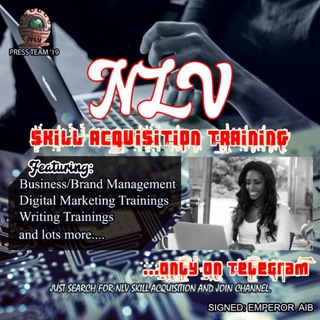 NLV
PRESS TEAM '19
NLV
SKILL ACQUISITION TRAINING
Featuring:
Business/Brand Management
Digital Marketing Trainings
Writing Trainings
and lots more....
...ONLY ON TELEGRAM
JUST SEARCH FOR NLV SKILL ACQUISITION AND JOIN CHANNEL.
SIGNED: EMPEROR AIB